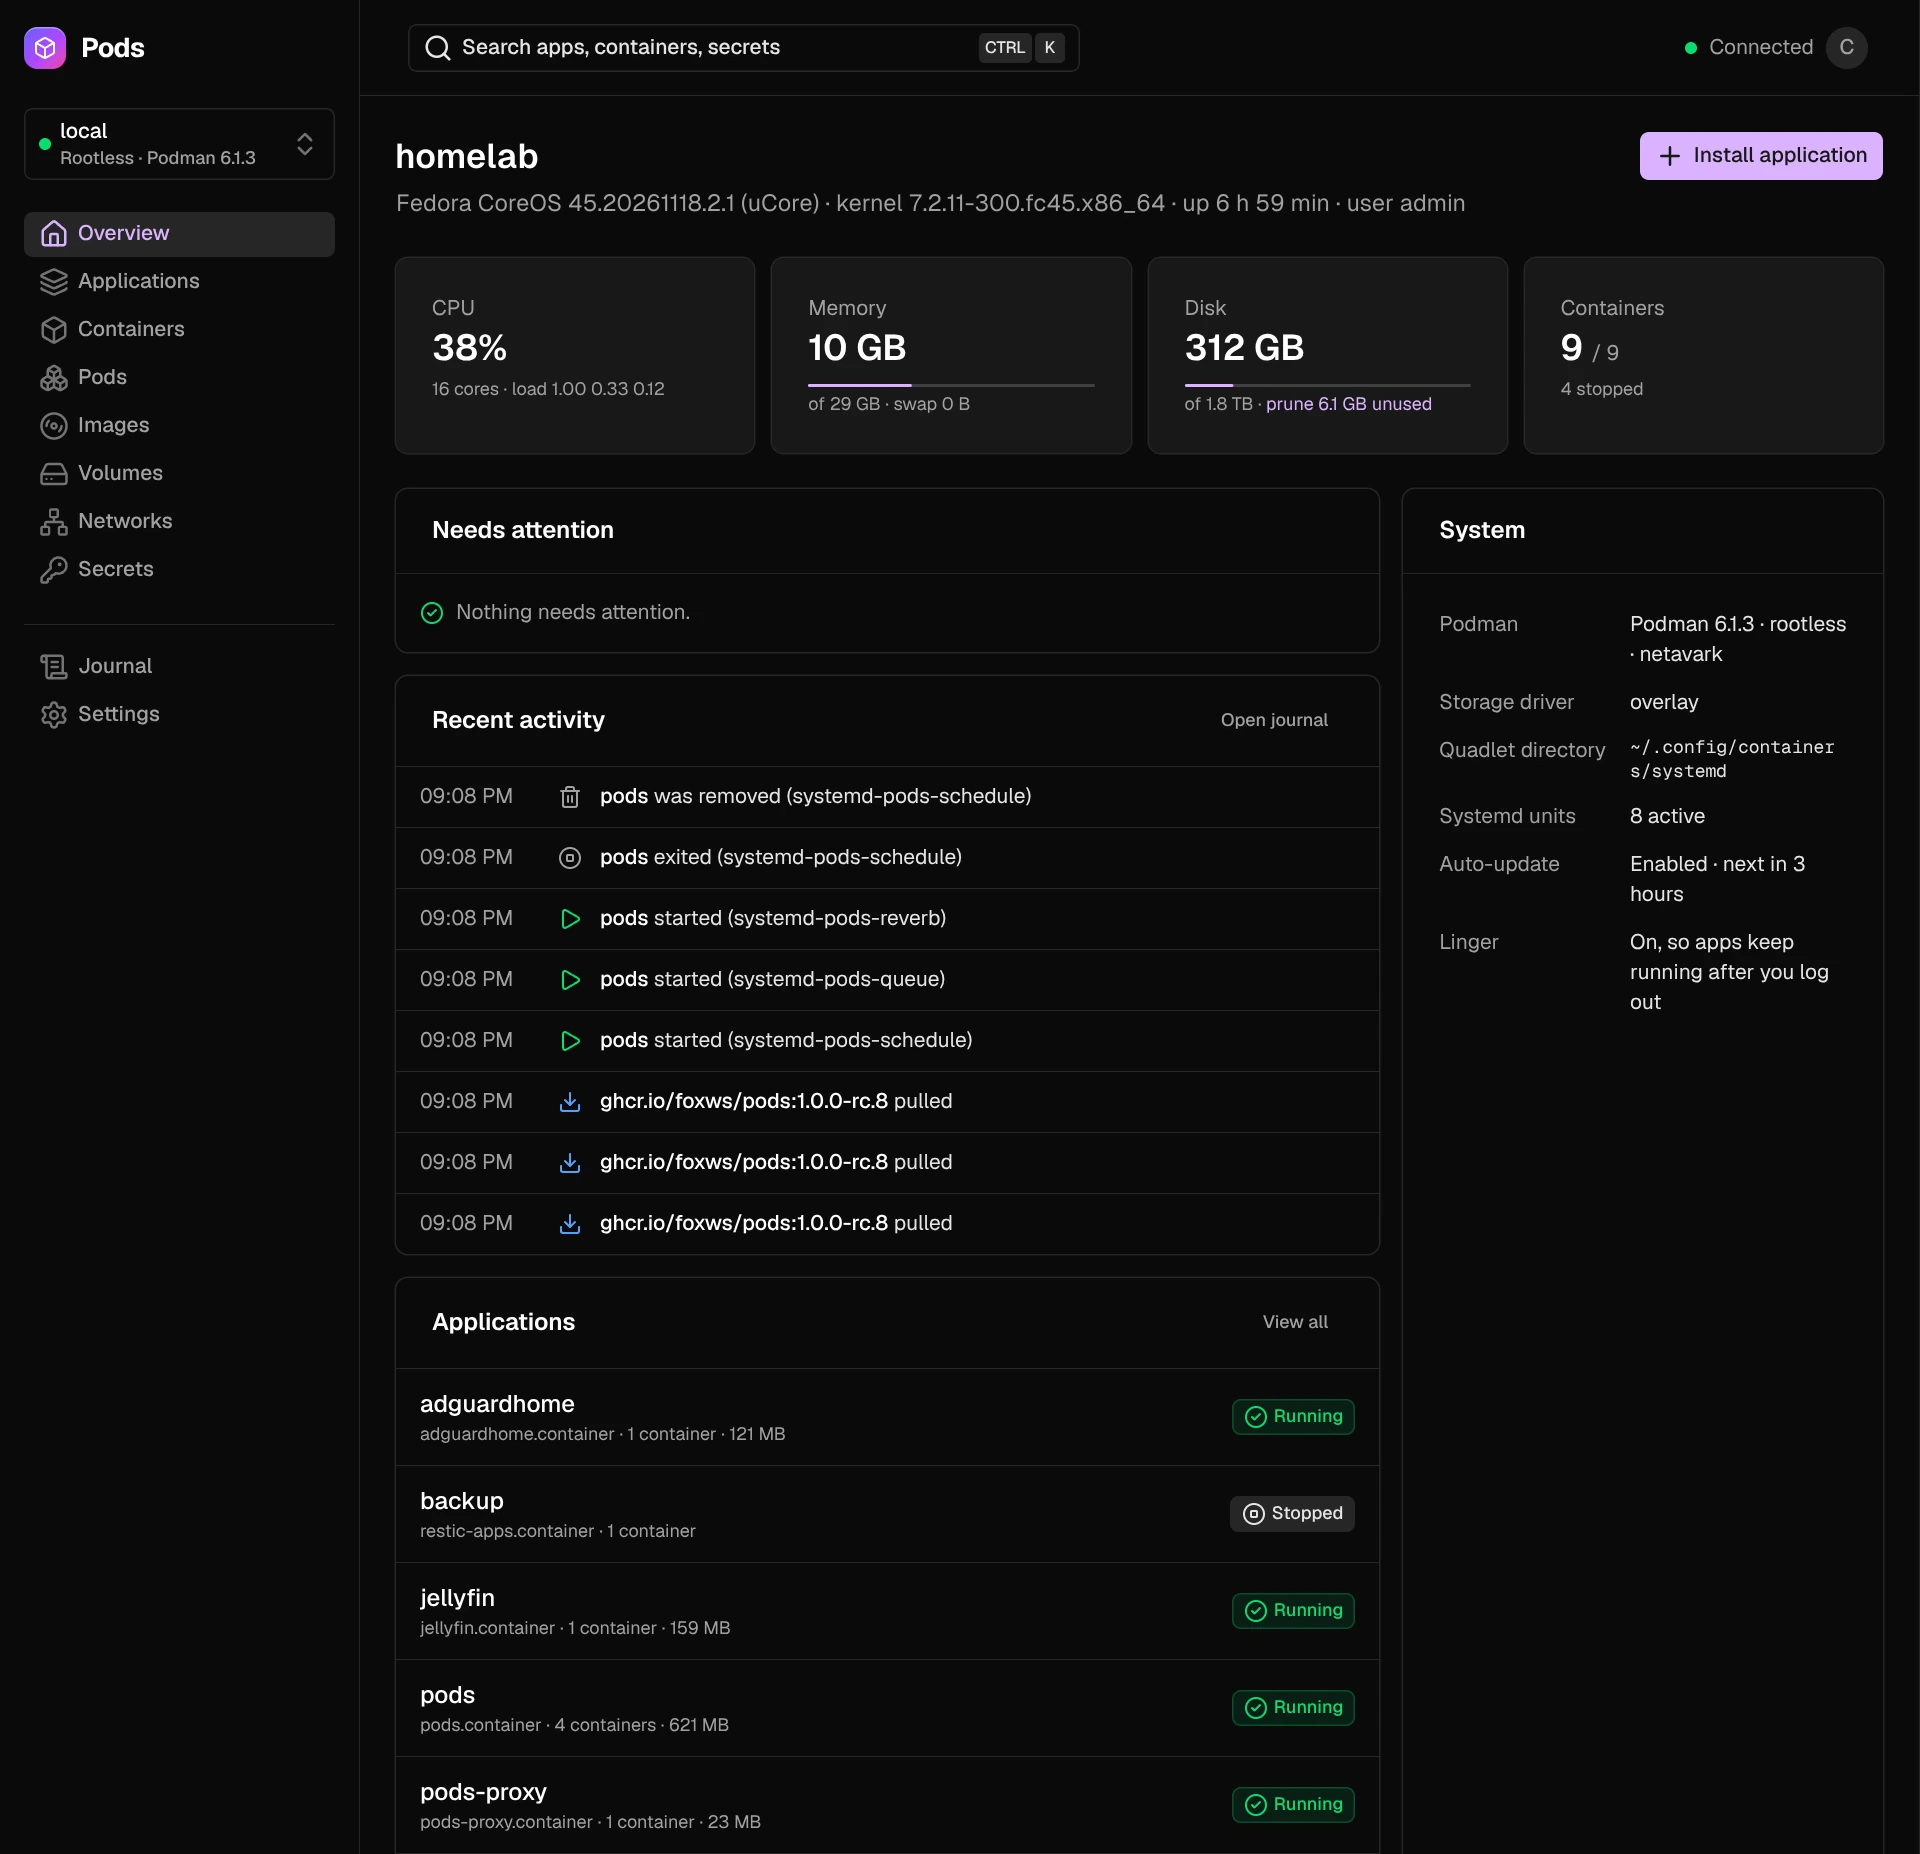 Pods
Search apps, containers, secrets
CTRL K
Connected
C
local
Rootless · Podman 6.1.3
Overview
Applications
Containers
Pods
Images
Volumes
Networks
Secrets
Journal
Settings
homelab
Install application
Fedora CoreOS 45.20261118.2.1 (uCore) · kernel 7.2.11-300.fc45.x86_64 · up 6 h 59 min · user admin
CPU
38%
16 cores · load 1.00 0.33 0.12
Memory
10 GB
of 29 GB · swap 0 B
Disk
312 GB
of 1.8 TB · prune 6.1 GB unused
Containers
9 / 9
4 stopped
Needs attention
Nothing needs attention.
Recent activity
Open journal
09:08 PM pods was removed (systemd-pods-schedule)
09:08 PM pods exited (systemd-pods-schedule)
09:08 PM pods started (systemd-pods-reverb)
09:08 PM pods started (systemd-pods-queue)
09:08 PM pods started (systemd-pods-schedule)
09:08 PM ghcr.io/foxws/pods:1.0.0-rc.8 pulled
09:08 PM ghcr.io/foxws/pods:1.0.0-rc.8 pulled
09:08 PM ghcr.io/foxws/pods:1.0.0-rc.8 pulled
Applications
View all
adguardhome
adguardhome.container · 1 container · 121 MB
Running
backup
restic-apps.container · 1 container
Stopped
jellyfin
jellyfin.container · 1 container · 159 MB
Running
pods
pods.container · 4 containers · 621 MB
Running
pods-proxy
pods-proxy.container · 1 container · 23 MB
Running
System
Podman
Podman 6.1.3 · rootless
· netavark
Storage driver
overlay
Quadlet directory
~/.config/container
s/systemd
Systemd units
8 active
Auto-update
Enabled · next in 3
hours
Linger
On, so apps keep
running after you log
out